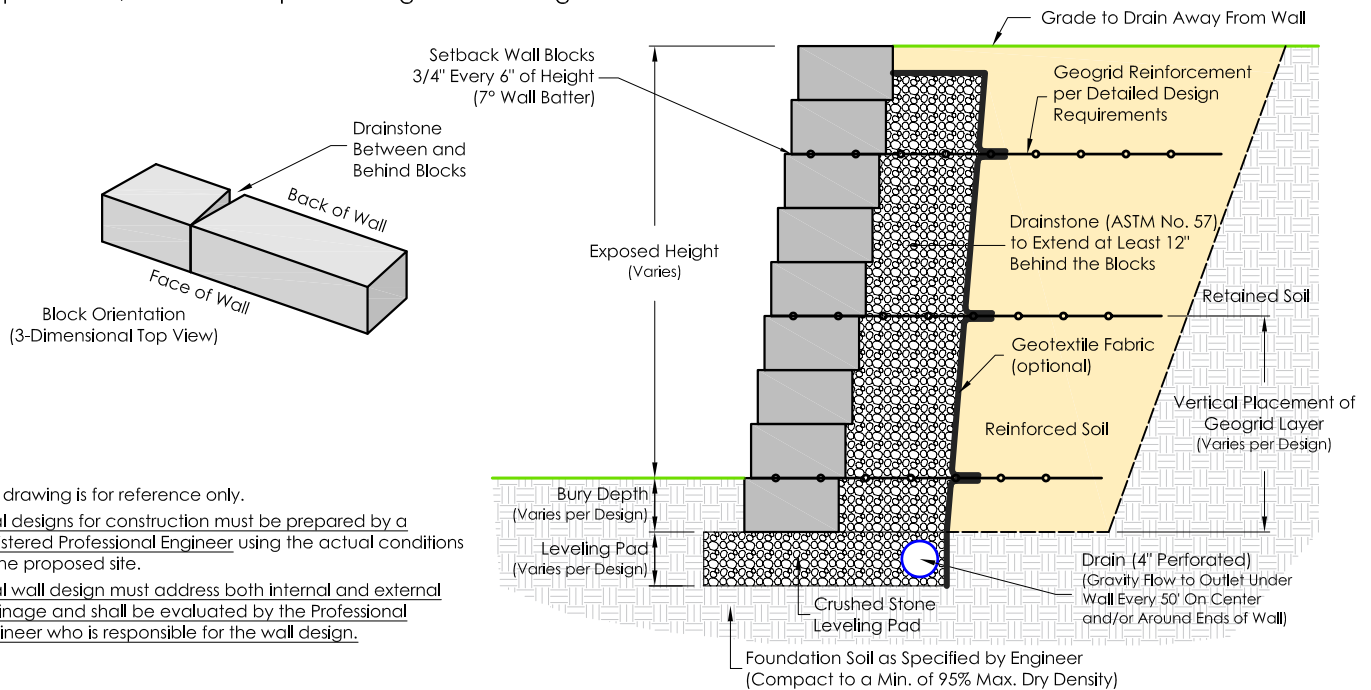 Grade to Drain Away From Wall
Setback Wall Blocks
3/4" Every 6" of Height
(7° Wall Batter)
Geogrid Reinforcement
per Detailed Design
Requirements
Drainstone
Between and
Behind Blocks
Back of Wall
Face of Wall
Block Orientation
(3-Dimensional Top View)
Exposed Height
(Varies)
Drainstone (ASTM No. 57)
to Extend at Least 12"
Behind the Blocks
Retained Soil
Geotextile Fabric
(optional)
Vertical Placement of
Geogrid Layer
(Varies per Design)
Reinforced Soil
Bury Depth
(Varies per Design)
Leveling Pad
(Varies per Design)
Drain (4" Perforated)
(Gravity Flow to Outlet Under
Wall Every 50' On Center
and/or Around Ends of Wall)
Crushed Stone
Leveling Pad
Foundation Soil as Specified by Engineer
(Compact to a Min. of 95% Max. Dry Density)
drawing is for reference only.
al designs for construction must be prepared by a
stered Professional Engineer using the actual conditions
he proposed site.
al wall design must address both internal and external
inage and shall be evaluated by the Professional
ineer who is responsible for the wall design.